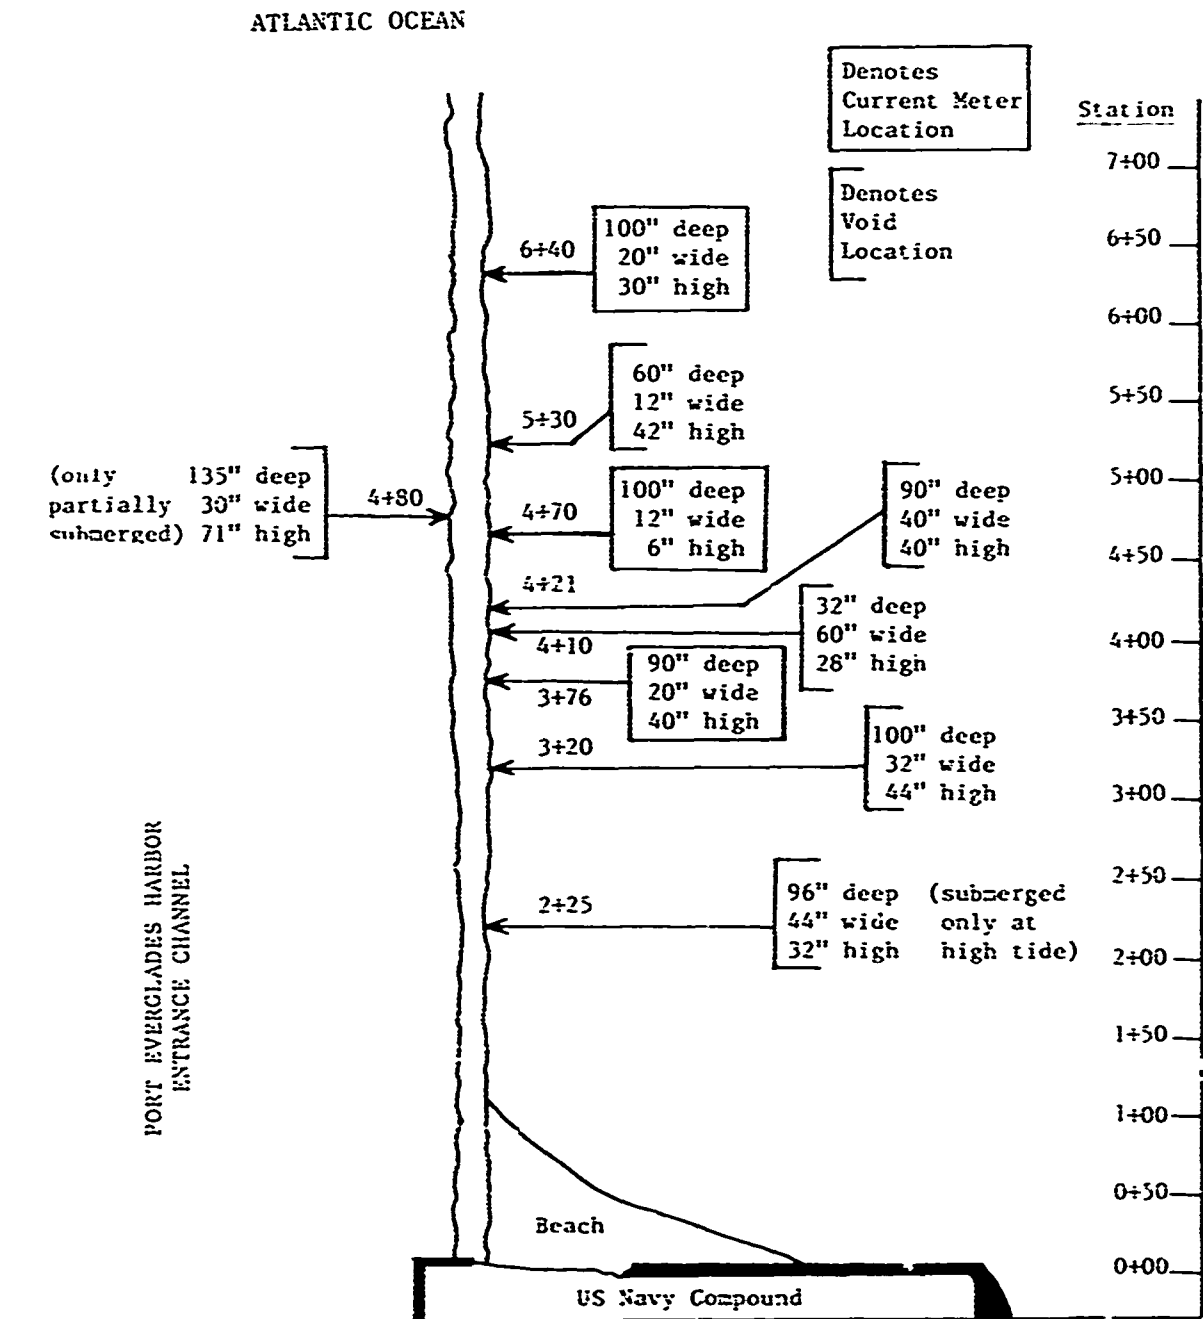 ATLANTIC OCEAN
Denotes
Current Meter
Location
Denotes
Void
Location
Station
7+00
6+50
6+00
5+50
5+00
4+50
4+00
3+50
3+00
2+50
2+00
1+50
1+00
0+50
0+00
6+40
100" deep
20" wide
30" high
5+30
60" deep
12" wide
42" high
(only 135" deep
partially 30" wide
submerged) 71" high
4+80
4+70
100" deep
12" wide
6" high
4+21
90" deep
40" wide
40" high
4+10
32" deep
60" wide
28" high
3+76
90" deep
20" wide
40" high
3+20
100" deep
32" wide
44" high
2+25
96" deep (submerged
44" wide only at
32" high high tide)
PORT EVERGLADES HARBOR
ENTRANCE CHANNEL
Beach
US Navy Compound